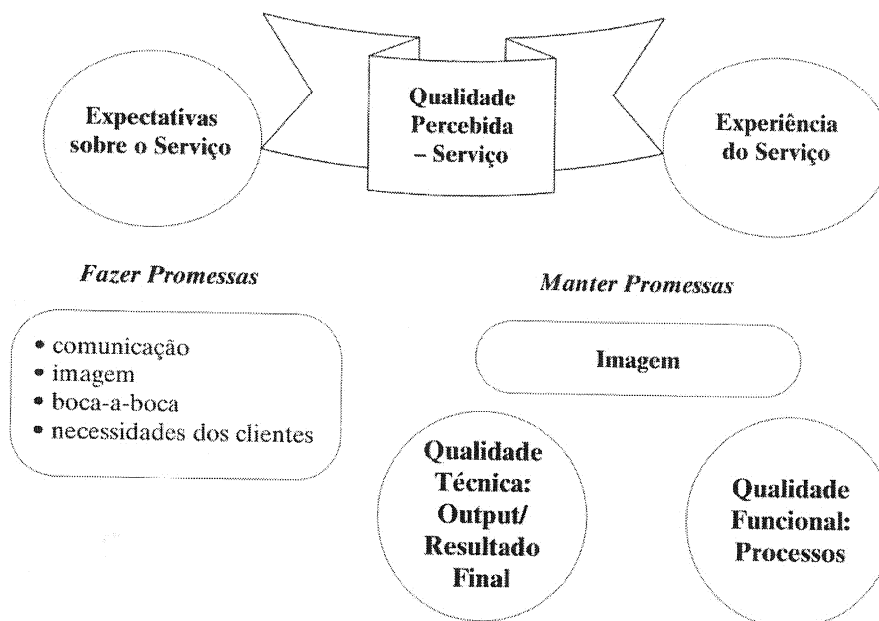 Expectativas
sobre o Serviço
Qualidade
Percebida
– Serviço
Experiência
do Serviço
Fazer Promessas
• comunicação
• imagem
• boca-a-boca
• necessidades dos clientes
Manter Promessas
Imagem
Qualidade
Técnica:
Output/
Resultado
Final
Qualidade
Funcional:
Processos